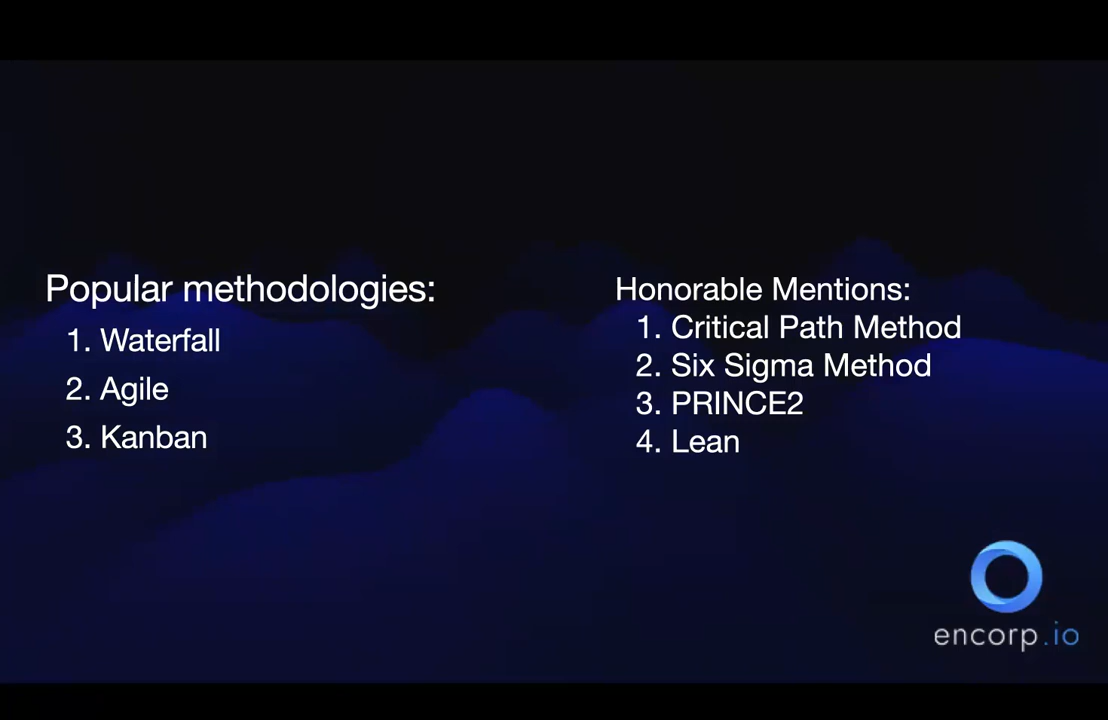 Popular methodologies:
1. Waterfall
2. Agile
3. Kanban
Honorable Mentions:
1. Critical Path Method
2. Six Sigma Method
3. PRINCE2
4. Lean
encorp.io